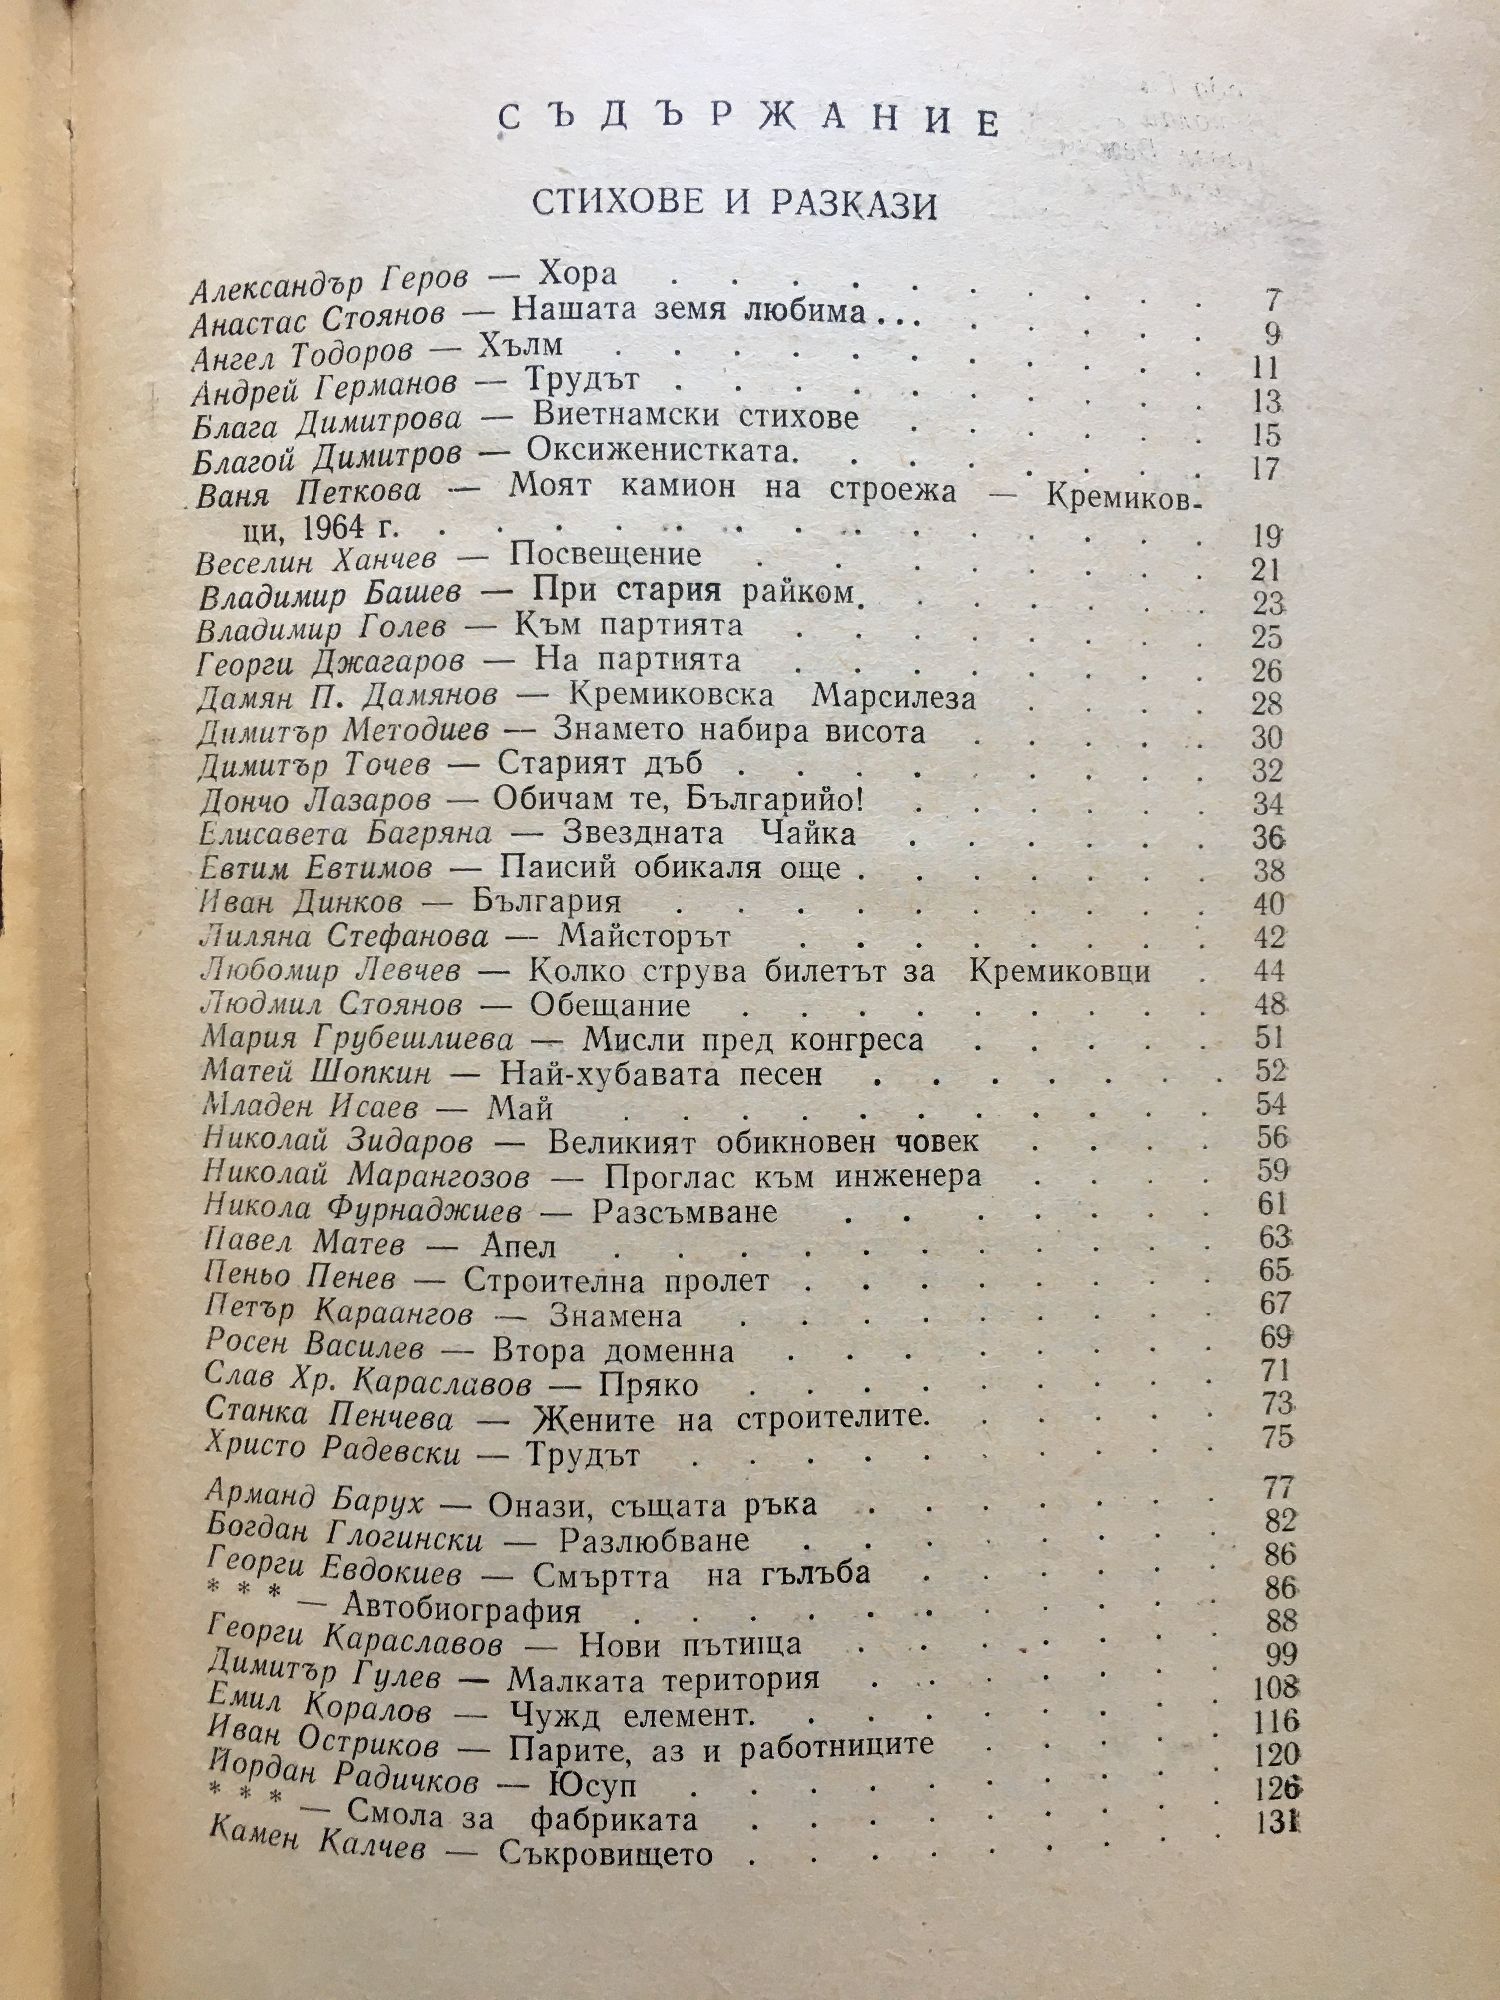 СЪДЪРЖАНИЕ
СТИХОВЕ И РАЗКАЗИ
Александър Геров — Хора . . . . . . . . . . 7
Анастас Стоянов — Нашата земя любима ... . . . . . 9
Ангел Тодоров — Хълм . . . . . . . . . . . 11
Андрей Германов — Трудът . . . . . . . . . . 13
Блага Димитрова — Виетнамски стихове . . . . . . 15
Благой Димитров — Оксиженистката. . . . . . . . 17
Ваня Петкова — Моят камион на строежа — Кремиков-
ци, 1964 г. . . . . . . . . . . . . . . 19
Веселин Ханчев — Посвещение . . . . . . . . 21
Владимир Башев — При стария райком. . . . . . . 23
Владимир Голев — Към партията . . . . . . . . 25
Георги Джагаров — На партията . . . . . . . . 26
Дамян П. Дамянов — Кремиковска Марсилеза . . . . 28
Димитър Методиев — Знамето набира висота . . . . . 30
Димитър Точев — Старият дъб . . . . . . . . . 32
Дончо Лазаров — Обичам те, Българийо! . . . . . . 34
Елисавета Багряна — Звездната Чайка . . . . . . 36
Евтим Евтимов — Паисий обикаля още . . . . . . . 38
Иван Динков — България . . . . . . . . . . 40
Лиляна Стефанова — Майсторът . . . . . . . . 42
Любомир Левчев — Колко струва билетът за Кремиковци . 44
Людмил Стоянов — Обещание . . . . . . . . . 48
Мария Грубешлиева — Мисли пред конгреса . . . . . 51
Матей Шопкин — Най-хубавата песен . . . . . . . 52
Младен Исаев — Май . . . . . . . . . . . 54
Николай Зидаров — Великият обикновен човек . . . . 56
Николай Марангозов — Проглас към инженера . . . . 59
Никола Фурнаджиев — Разсъмване . . . . . . . 61
Павел Матев — Апел . . . . . . . . . . . 63
Пеньо Пенев — Строителна пролет . . . . . . . . 65
Петър Караангов — Знамена . . . . . . . . . 67
Росен Василев — Втора доменна . . . . . . . . 69
Слав Хр. Караславов — Пряко . . . . . . . . . 71
Станка Пенчева — Жените на строителите. . . . . . 73
Христо Радевски — Трудът . . . . . . . . . . 75
Арманд Барух — Онази, същата ръка . . . . . . . 77
Богдан Глогински — Разлюбване . . . . . . . . 82
Георги Евдокиев — Смъртта на гълъба . . . . . . 86
* * * — Автобиография . . . . . . . . . . 86
Георги Караславов — Нови пътища . . . . . . . 88
Димитър Гулев — Малката територия . . . . . . . 99
Емил Коралов — Чужд елемент. . . . . . . . . 108
Иван Остриков — Парите, аз и работниците . . . . . 116
Йордан Радичков — Юсуп . . . . . . . . . . 120
* * * — Смола за фабриката . . . . . . . . 126
Камен Калчев — Съкровището . . . . . . . . . 131